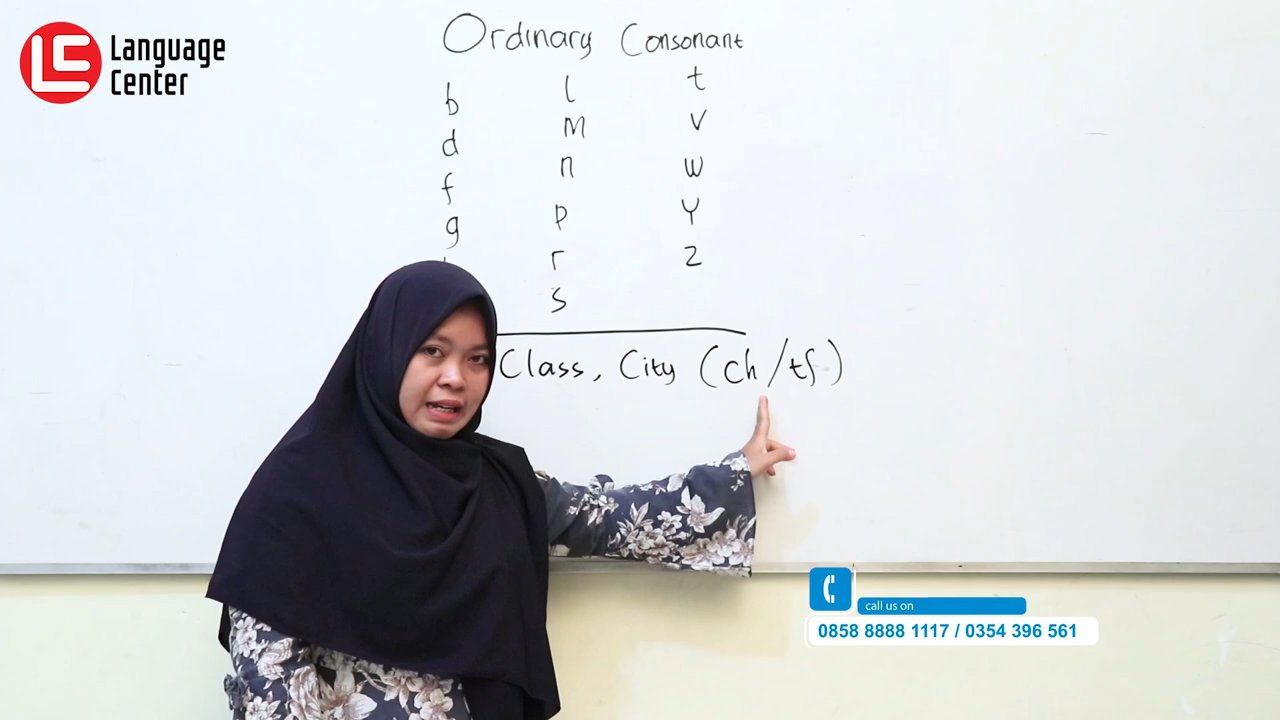 Language
Center
Ordinary Consonant
b l t
d M V
f n W
g p Y
r z
s
Class, City (ch/tʃ)
call us on
0858 8888 1117 / 0354 396 561